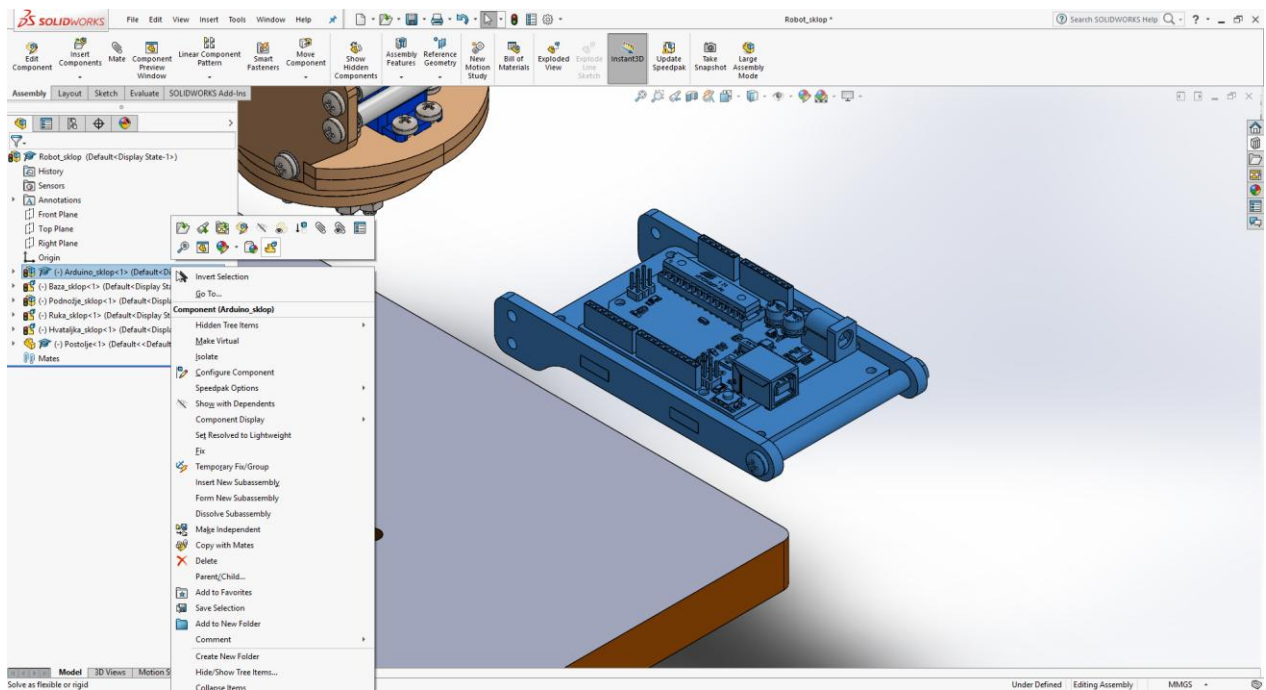 SOLIDWORKS File Edit View Insert Tools Window Help Robot_sklop * Search SOLIDWORKS Help
Edit Component
Insert Components
Mate
Component Preview Window
Linear Component Pattern
Smart Fasteners
Move Component
Show Hidden Components
Assembly Features
Reference Geometry
New Motion Study
Bill of Materials
Exploded View
Explode Line Sketch
Instant3D
Update Speedpak
Take Snapshot
Large Assembly Mode
Assembly Layout Sketch Evaluate SOLIDWORKS Add-Ins
Robot_sklop (Default<Display State-1>)
History
Sensors
Annotations
Front Plane
Top Plane
Right Plane
Origin
(-) Arduino_sklop<1> (Default<Di
(-) Baza_sklop<1> (Default<Display Sta
(-) Podnožje_sklop<1> (Default<Displ
(-) Ruka_sklop<1> (Default<Display St
(-) Hvataljka_sklop<1> (Default<Displa
(-) Postolje<1> (Default<<Default
Mates
Invert Selection
Go To...
Component (Arduino_sklop)
Hidden Tree Items
Make Virtual
Isolate
Configure Component
Speedpak Options
Show with Dependents
Component Display
Set Resolved to Lightweight
Fix
Temporary Fix/Group
Insert New Subassembly
Form New Subassembly
Dissolve Subassembly
Make Independent
Copy with Mates
Delete
Parent/Child...
Add to Favorites
Save Selection
Add to New Folder
Comment
Create New Folder
Hide/Show Tree Items...
Collapse Items
Model 3D Views Motion S
Solve as flexible or rigid Under Defined Editing Assembly MMGS